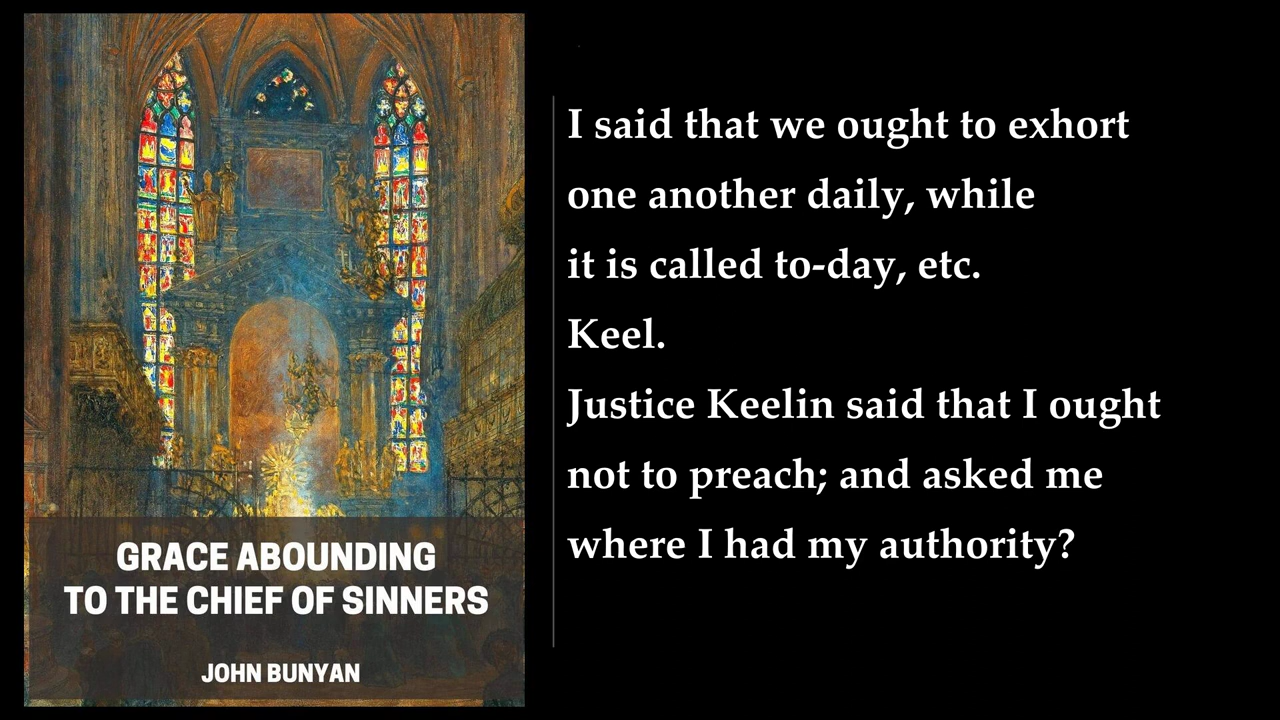 GRACE ABOUNDING
TO THE CHIEF OF SINNERS
JOHN BUNYAN
I said that we ought to exhort
one another daily, while
it is called to-day, etc.
Keel.
Justice Keelin said that I ought
not to preach; and asked me
where I had my authority?